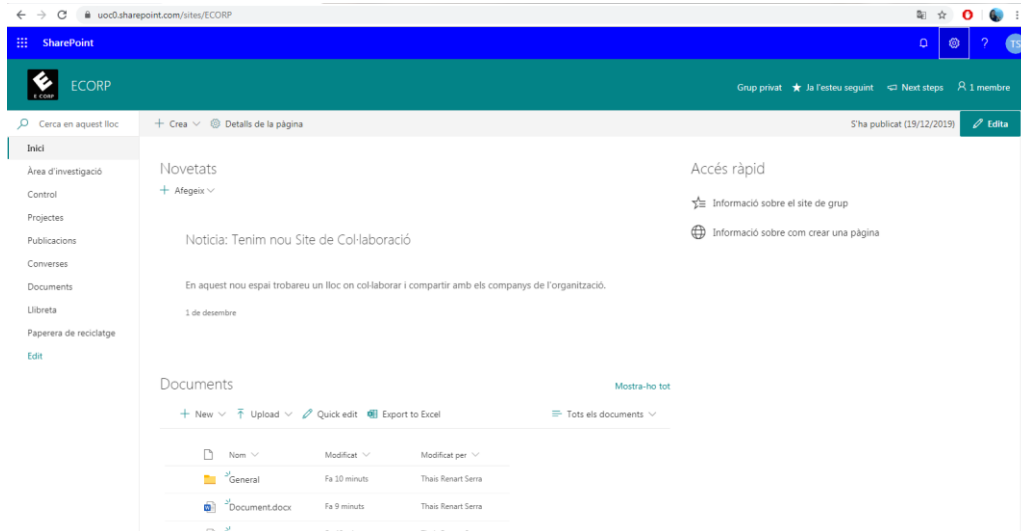 uoc0.sharepoint.com/sites/ECORP
SharePoint
?
TS
E CORP
ECORP
Grup privat
Ja l'esteu seguint
Next steps
1 membre
Cerca en aquest lloc
Crea
Detalls de la pàgina
S'ha publicat (19/12/2019)
Edita
Inici
Àrea d'investigació
Control
Projectes
Publicacions
Converses
Documents
Llibreta
Paperera de reciclatge
Edit
Novetats
Afegeix
Noticia: Tenim nou Site de Col·laboració
En aquest nou espai trobareu un lloc on col·laborar i compartir amb els companys de l'organització.
1 de desembre
Accés ràpid
Informació sobre el site de grup
Informació sobre com crear una pàgina
Documents
Mostra-ho tot
New
Upload
Quick edit
Export to Excel
Tots els documents
Nom
Modificat
Modificat per
General
Fa 10 minuts
Thais Renart Serra
Document.docx
Fa 9 minuts
Thais Renart Serra